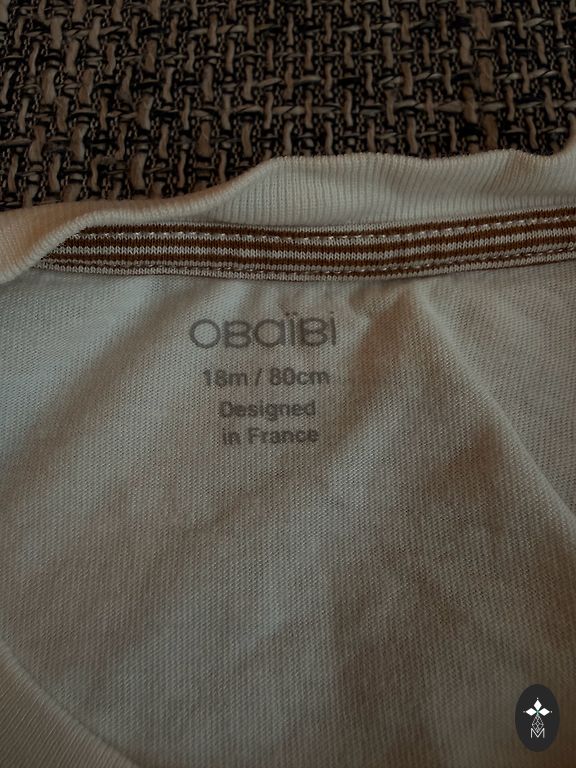 OBaïBi
18m / 80cm
Designed
in France
M